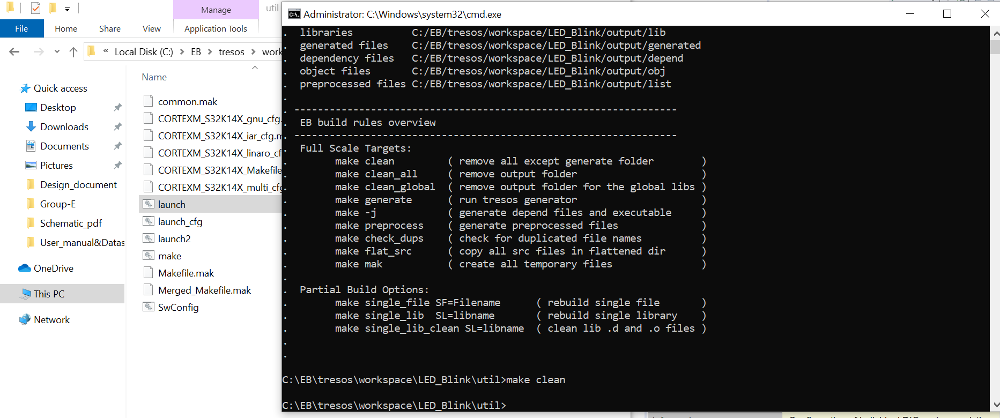 Manage
util
Administrator: C:\Windows\system32\cmd.exe
File
Home
Share
View
Application Tools
« Local Disk (C:) > EB > tresos > work
Quick access
Desktop
Downloads
Documents
Pictures
Design_document
Group-E
Schematic_pdf
User_manual&Datas
OneDrive
This PC
Network
Name
common.mak
CORTEXM_S32K14X_gnu_cfg.
CORTEXM_S32K14X_iar_cfg.m
CORTEXM_S32K14X_linaro_cf
CORTEXM_S32K14X_Makefile
CORTEXM_S32K14X_multi_cfg
launch
launch_cfg
launch2
make
Makefile.mak
Merged_Makefile.mak
SwConfig
. libraries C:/EB/tresos/workspace/LED_Blink/output/lib
. generated files C:/EB/tresos/workspace/LED_Blink/output/generated
. dependency files C:/EB/tresos/workspace/LED_Blink/output/depend
. object files C:/EB/tresos/workspace/LED_Blink/output/obj
. preprocessed files C:/EB/tresos/workspace/LED_Blink/output/list
.
. -----------------------------------------------------------------
. EB build rules overview
. -----------------------------------------------------------------
. Full Scale Targets:
. make clean ( remove all except generate folder )
. make clean_all ( remove output folder )
. make clean_global ( remove output folder for the global libs )
. make generate ( run tresos generator )
. make -j ( generate depend files and executable )
. make preprocess ( generate preprocessed files )
. make check_dups ( check for duplicated file names )
. make flat_src ( copy all src files in flattened dir )
. make mak ( create all temporary files )
.
. Partial Build Options:
. make single_file SF=Filename ( rebuild single file )
. make single_lib SL=libname ( rebuild single library )
. make single_lib_clean SL=libname ( clean lib .d and .o files )
.
.
C:\EB\tresos\workspace\LED_Blink\util>make clean
C:\EB\tresos\workspace\LED_Blink\util>